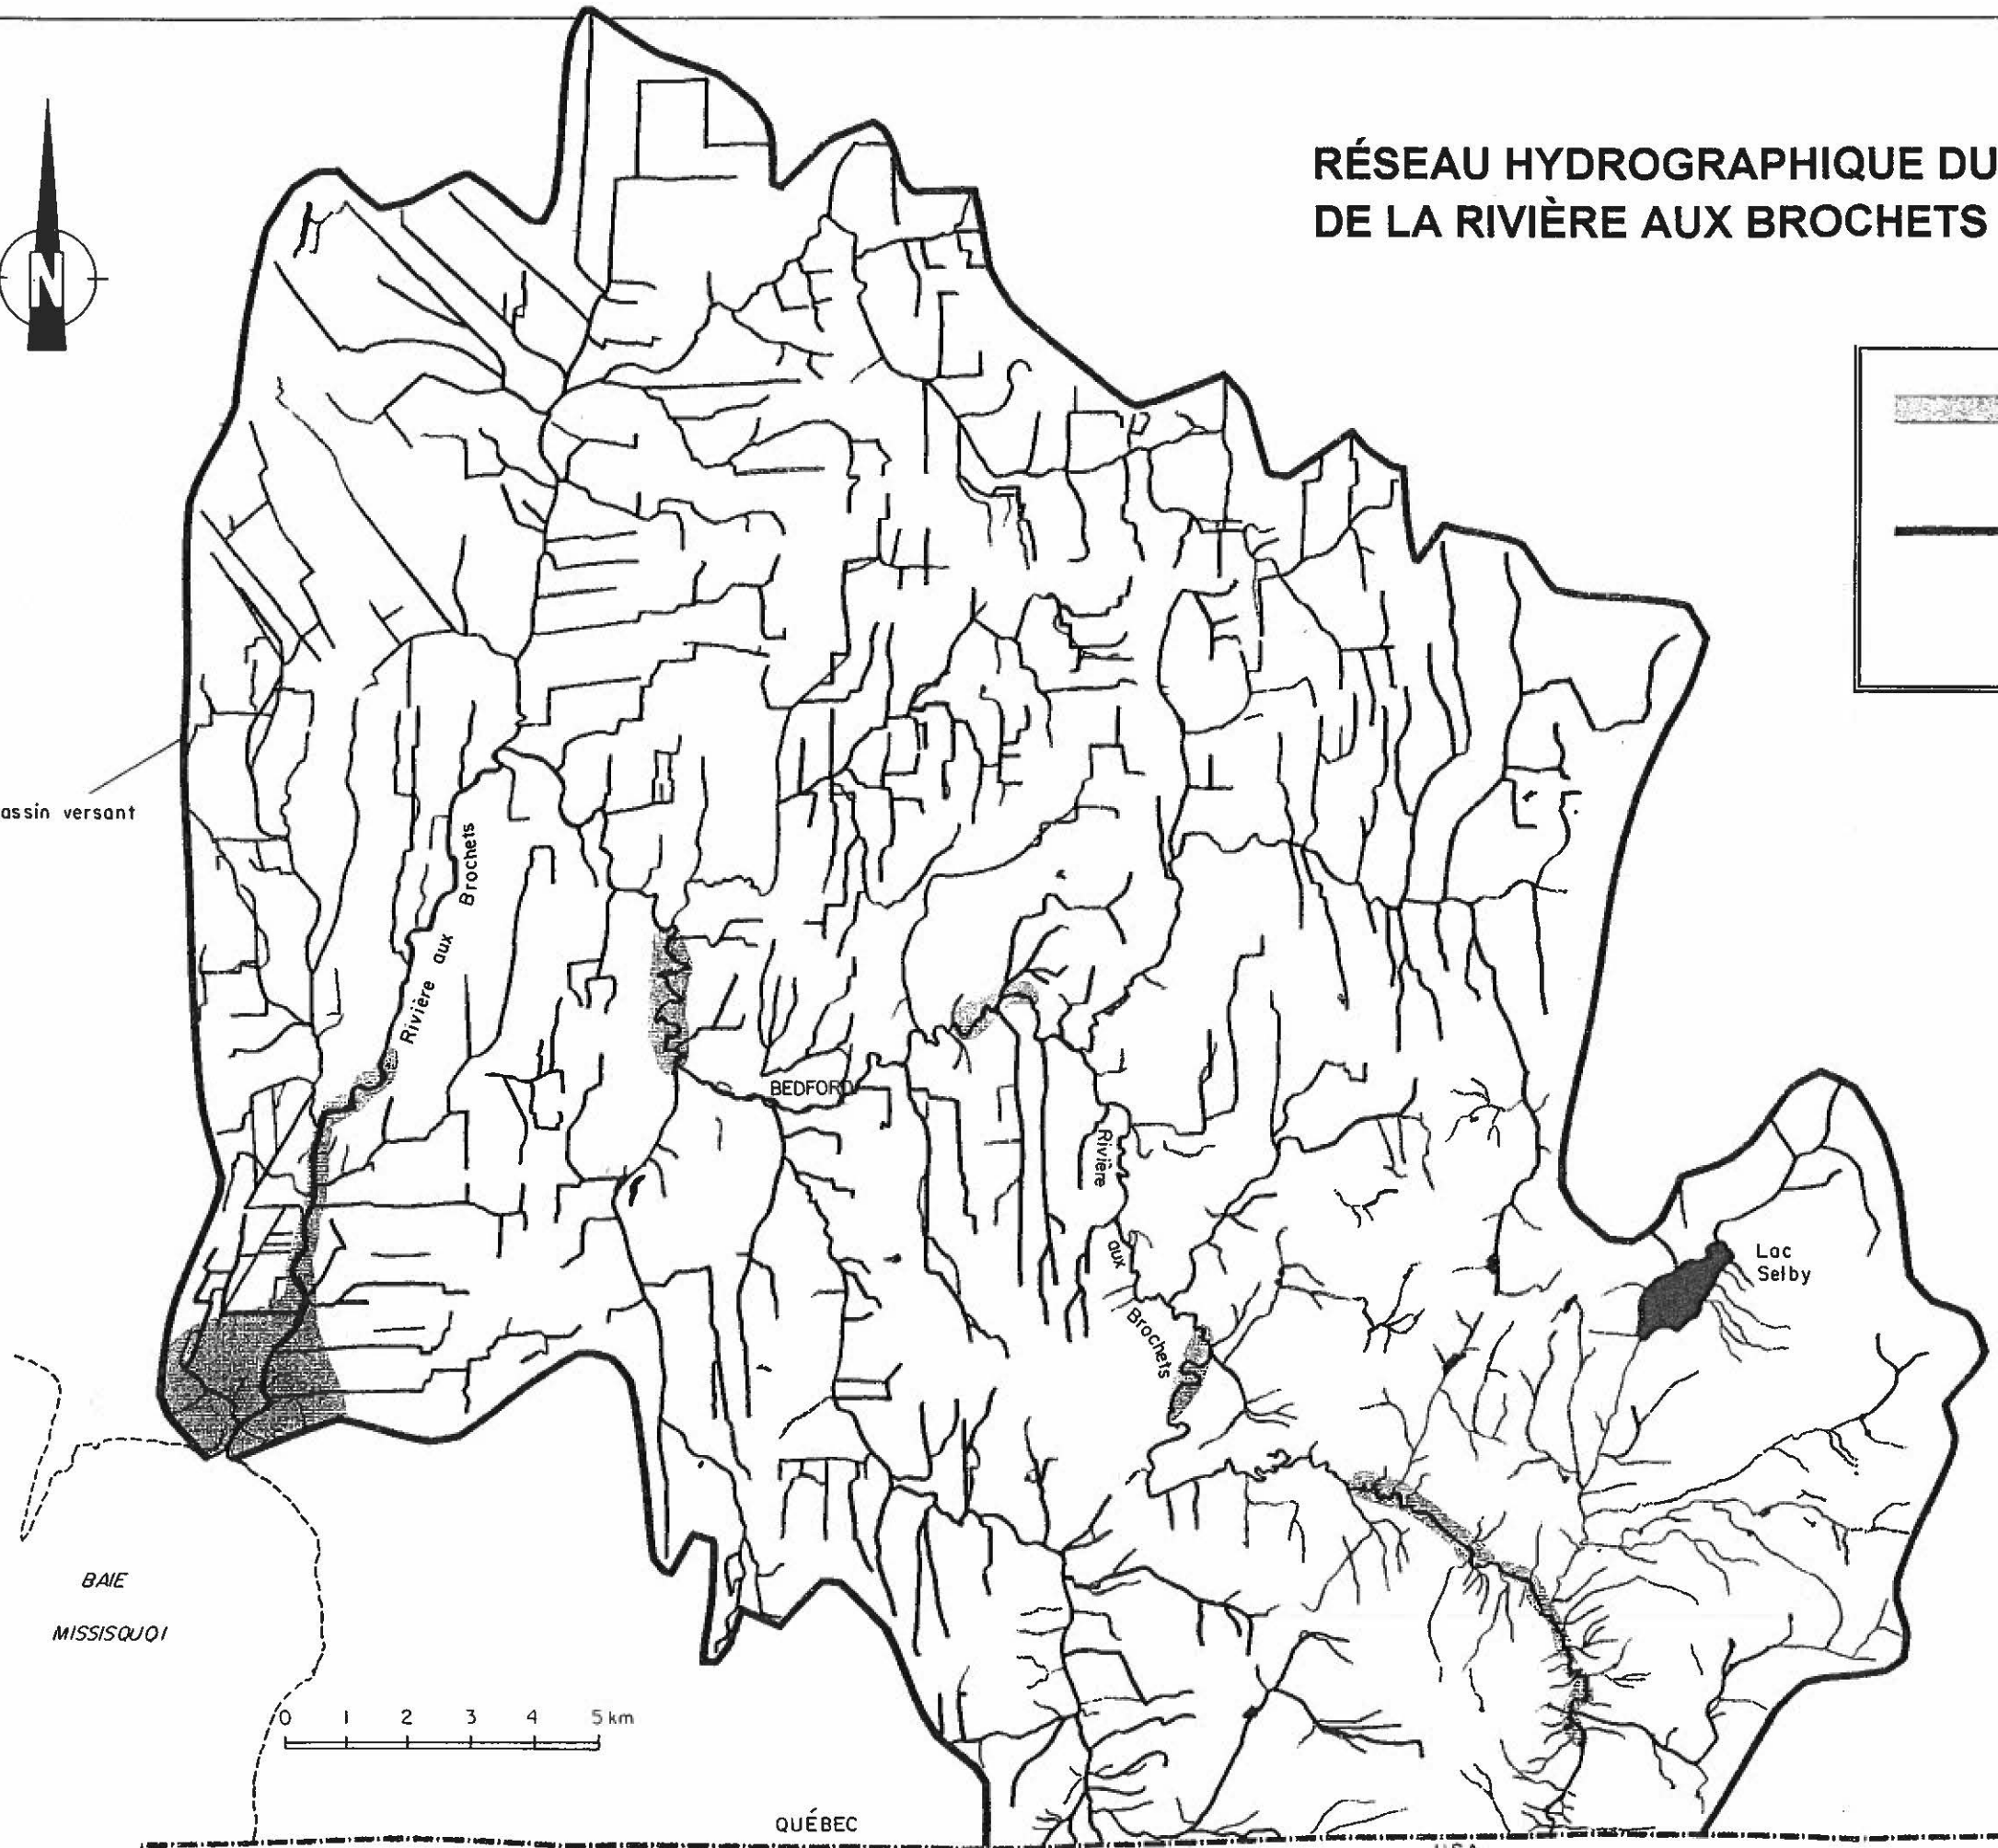 RÉSEAU HYDROGRAPHIQUE DU
DE LA RIVIÈRE AUX BROCHETS
N
assin versant
Rivière aux Brochets
BEDFORD
Rivière
aux
Brochets
Lac
Selby
BAIE
MISSISQUOI
0 1 2 3 4 5 km
QUÉBEC